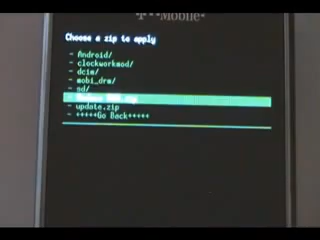 T··Mobile·
Choose a zip to apply
- Android/
- clockworkmod/
- dcim/
- mobi_drm/
- sd/
- update.zip
- +++++Go Back+++++